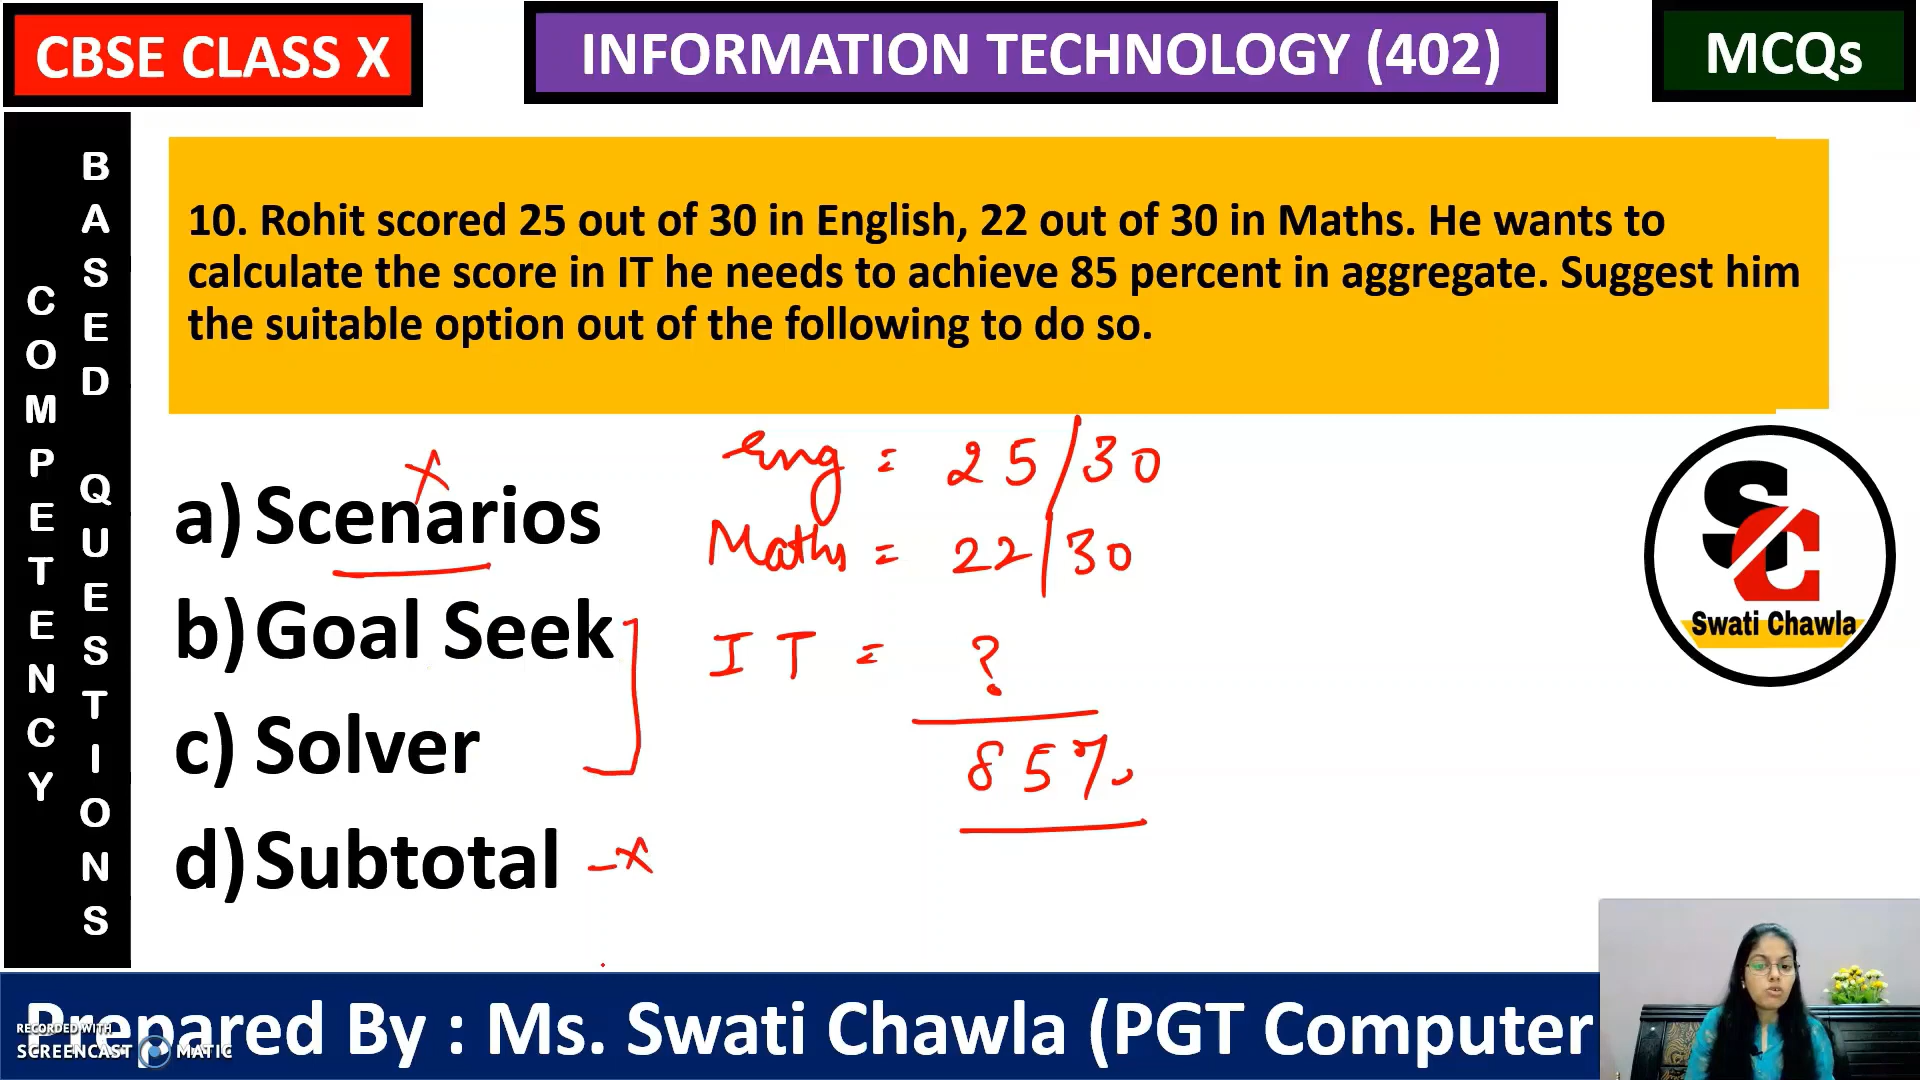 CBSE CLASS X
INFORMATION TECHNOLOGY (402)
MCQs
COMPETENCY
BASED QUESTIONS
10. Rohit scored 25 out of 30 in English, 22 out of 30 in Maths. He wants to
calculate the score in IT he needs to achieve 85 percent in aggregate. Suggest him
the suitable option out of the following to do so.
a) Scenarios
b) Goal Seek
c) Solver
d) Subtotal
x
- x
Eng = 25/30
Maths = 22/30
IT = ?
85%
SC
Swati Chawla
Prepared By : Ms. Swati Chawla (PGT Computer
RECORDED WITH
SCREENCAST MATIC